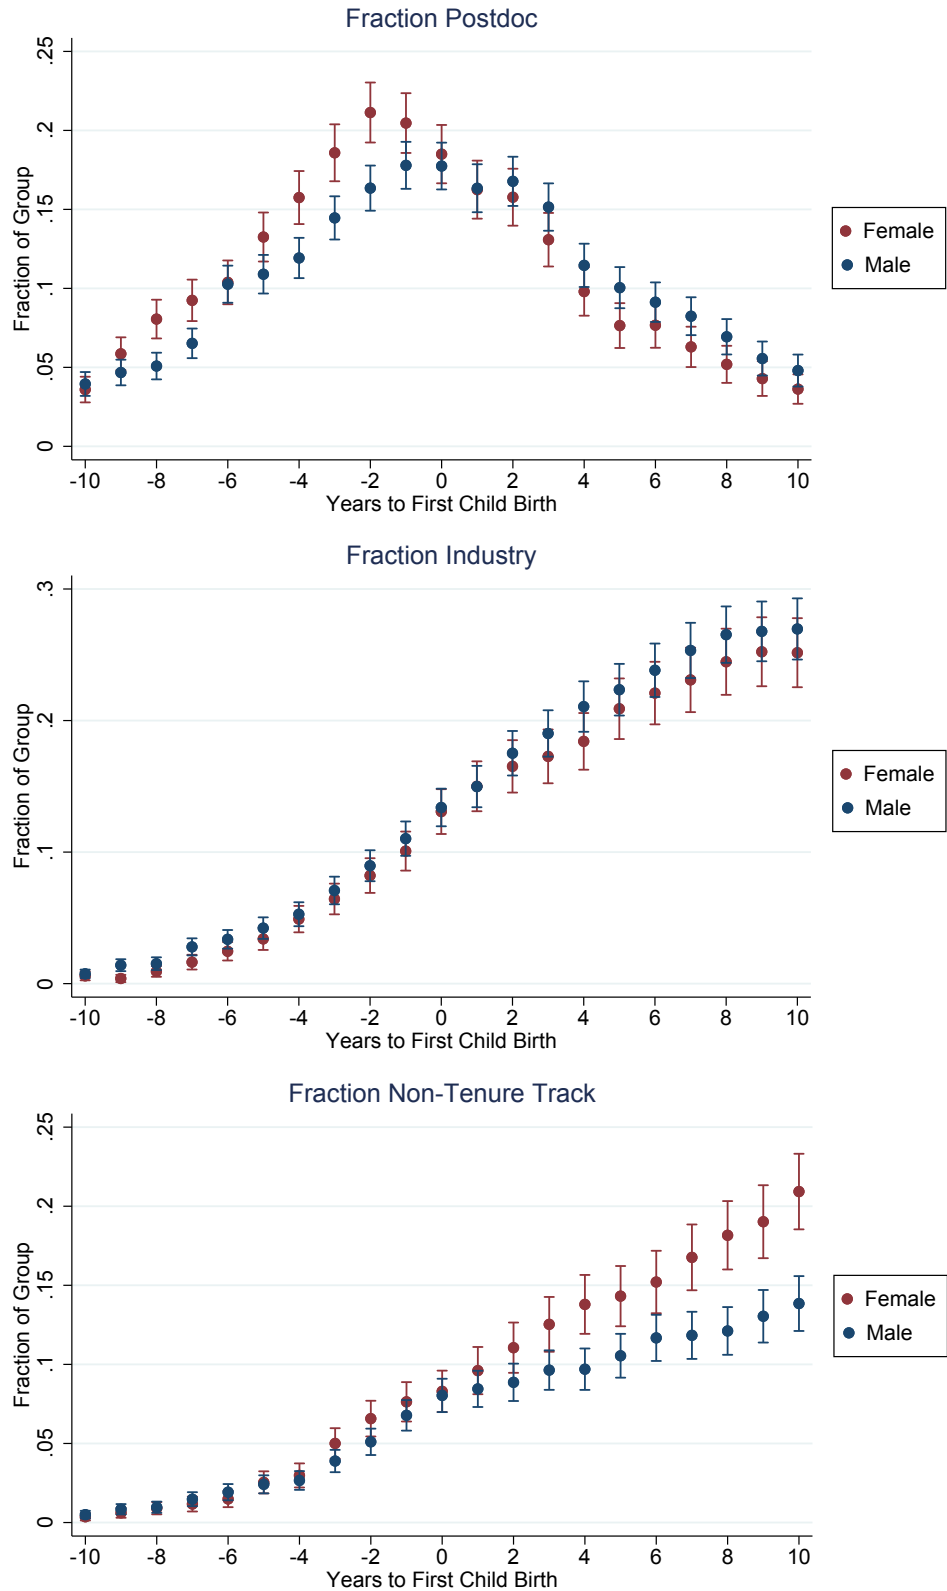 Fraction Postdoc
Fraction of Group
.25
.2
.15
.1
.05
0
-10 -8 -6 -4 -2 0 2 4 6 8 10
Years to First Child Birth
Female
Male
Fraction Industry
Fraction of Group
.3
.2
.1
0
-10 -8 -6 -4 -2 0 2 4 6 8 10
Years to First Child Birth
Female
Male
Fraction Non-Tenure Track
Fraction of Group
.25
.2
.15
.1
.05
0
-10 -8 -6 -4 -2 0 2 4 6 8 10
Years to First Child Birth
Female
Male